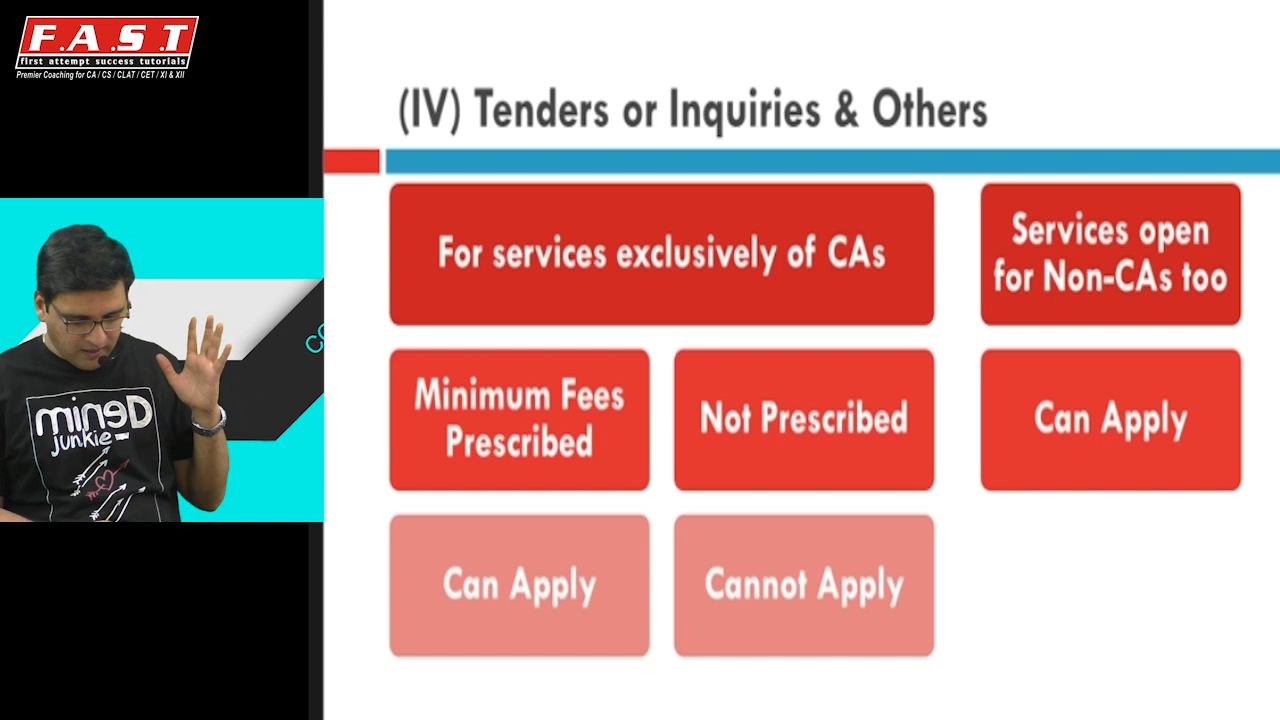 F.A.S.T
first attempt success tutorials
Premier Coaching for CA / CS / CLAT / CET / XI & XII
(IV) Tenders or Inquiries & Others
For services exclusively of CAs
Services open
for Non-CAs too
Minimum Fees
Prescribed
Not Prescribed
Can Apply
Can Apply
Cannot Apply
mineD
Denim
junkie